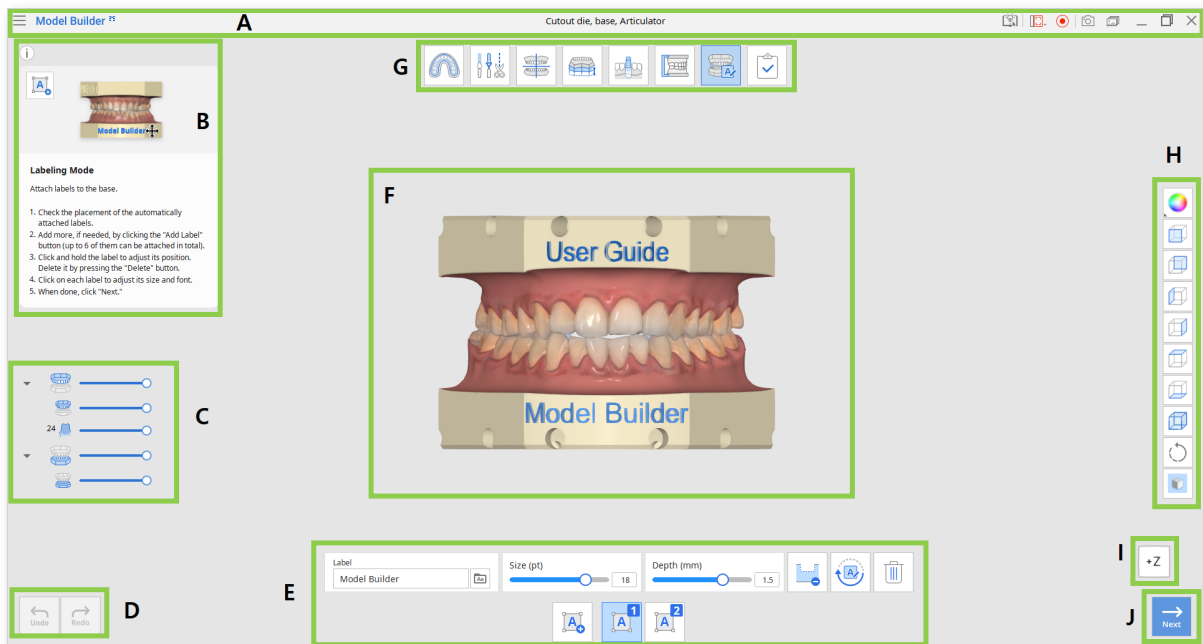 Model Builder
A
Cutout die, base, Articulator
G
B
Model Builder
Labeling Mode
Attach labels to the base.
1. Check the placement of the automatically
attached labels.
2. Add more, if needed, by clicking the "Add Label"
button (up to 6 of them can be attached in total).
3. Click and hold the label to adjust its position.
Delete it by pressing the "Delete" button.
4. Click on each label to adjust its size and font.
5. When done, click "Next."
H
F
User Guide
Model Builder
C
24
E
Label
Model Builder
Aa
Size (pt)
18
Depth (mm)
1.5
A
A 1
A 2
I
+Z
D
Undo
Redo
J
Next